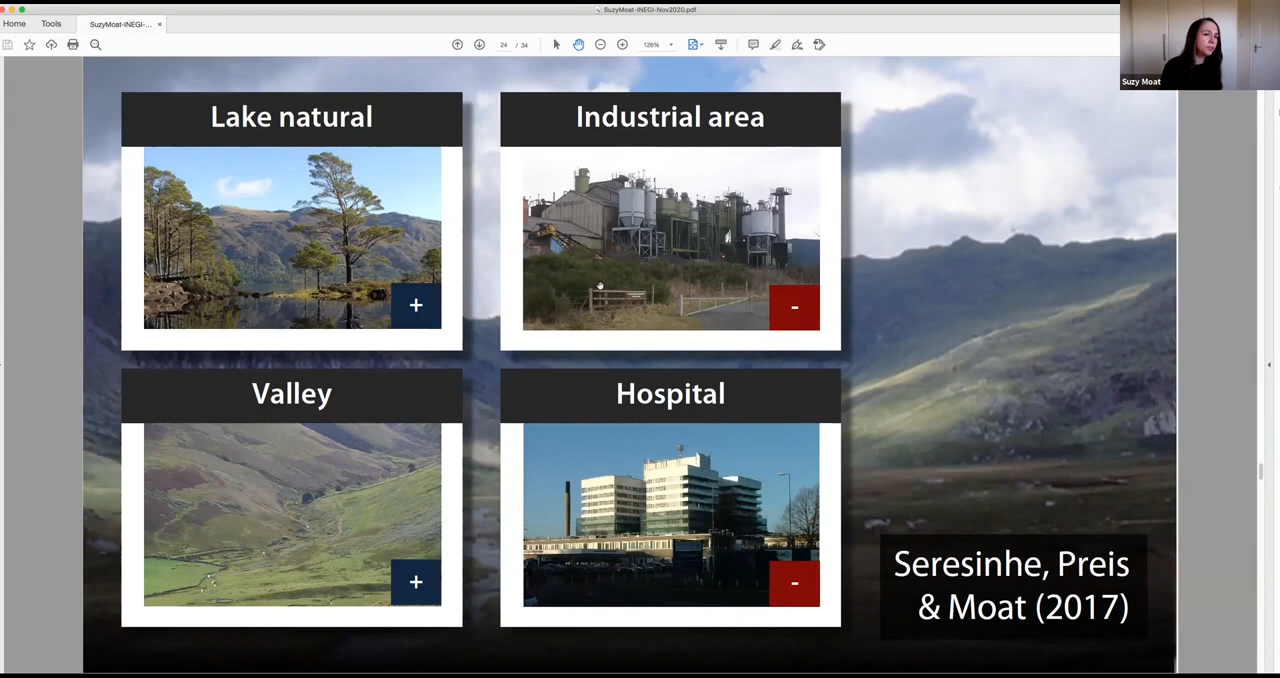 SuzyMoat-INEGI-Nov2020.pdf
Home Tools SuzyMoat-INEGI-... ×
24 / 34 126%
Suzy Moat
Lake natural
+
Industrial area
-
Valley
+
Hospital
-
Seresinhe, Preis
& Moat (2017)